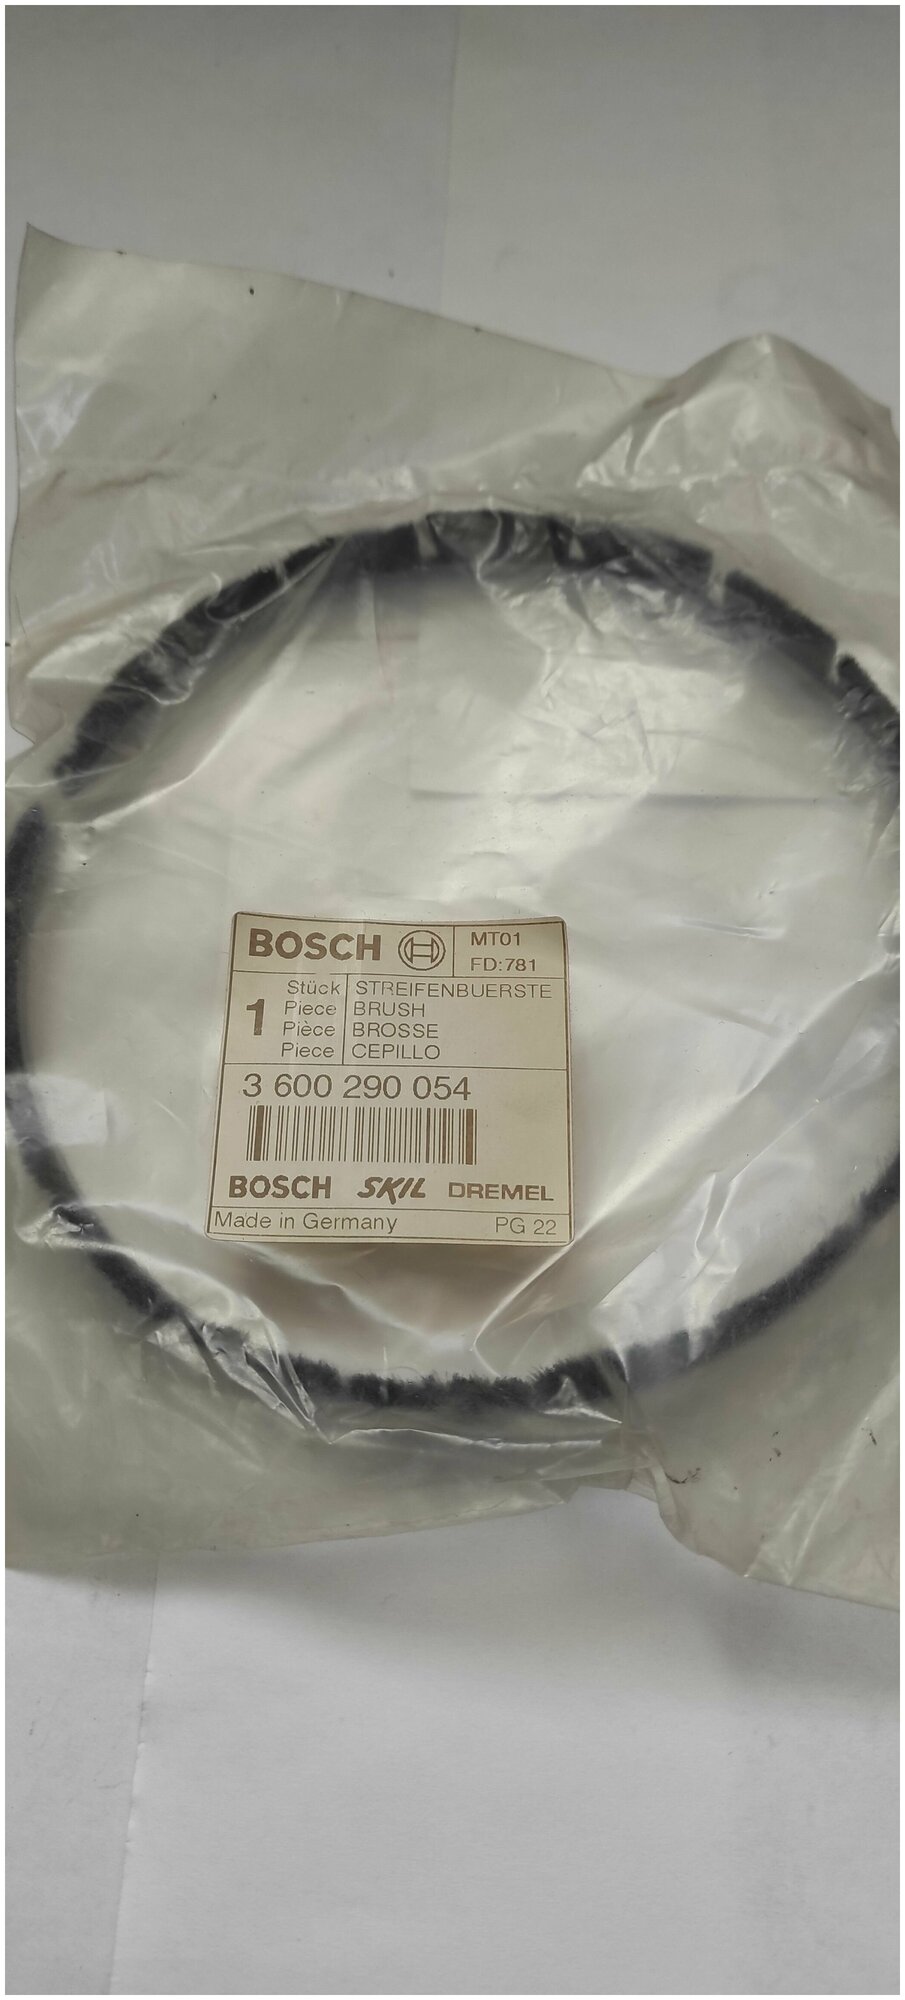 BOSCH
MT01
FD:781
1
Stück STREIFENBUERSTE
Piece BRUSH
Pièce BROSSE
Piece CEPILLO
3 600 290 054
BOSCH SKIL DREMEL
Made in Germany PG 22